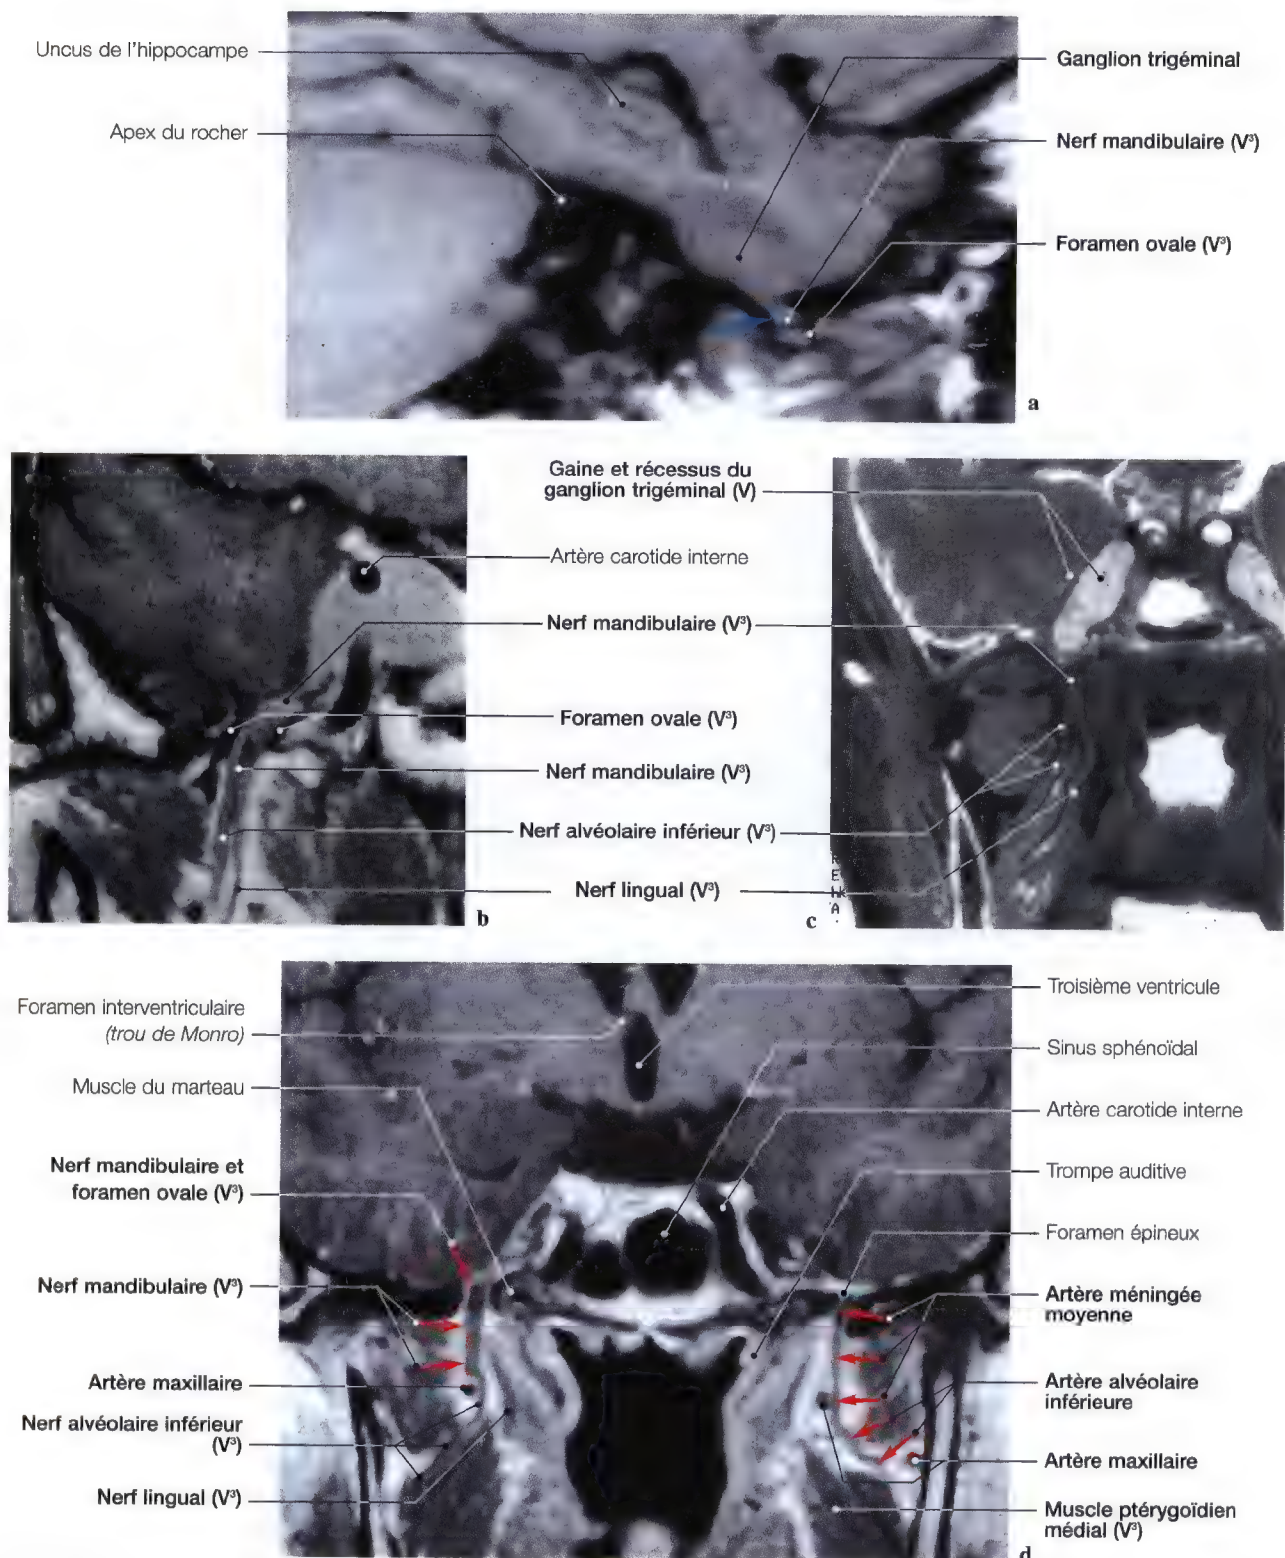 Uncus de l'hippocampe
Apex du rocher
Ganglion trigéminal
Nerf mandibulaire (V³)
Foramen ovale (V³)
a
Gaine et récessus du
ganglion trigéminal (V)
Artère carotide interne
Nerf mandibulaire (V³)
Foramen ovale (V³)
Nerf mandibulaire (V³)
Nerf alvéolaire inférieur (V³)
Nerf lingual (V³)
b
c
Foramen interventriculaire
(trou de Monro)
Muscle du marteau
Nerf mandibulaire et
foramen ovale (V³)
Nerf mandibulaire (V³)
Artère maxillaire
Nerf alvéolaire inférieur
(V³)
Nerf lingual (V³)
Troisième ventricule
Sinus sphénoïdal
Artère carotide interne
Trompe auditive
Foramen épineux
Artère méningée
moyenne
Artère alvéolaire
inférieure
Artère maxillaire
Muscle ptérygoïdien
médial (V³)
d